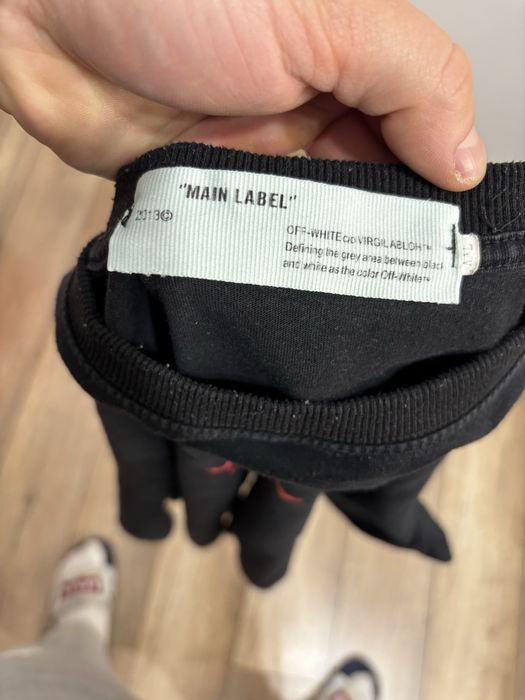 "MAIN LABEL"
2013©
OFF-WHITE c/o VIRGIL ABLOH™
Defining the grey area between black
and white as the color Off-White™